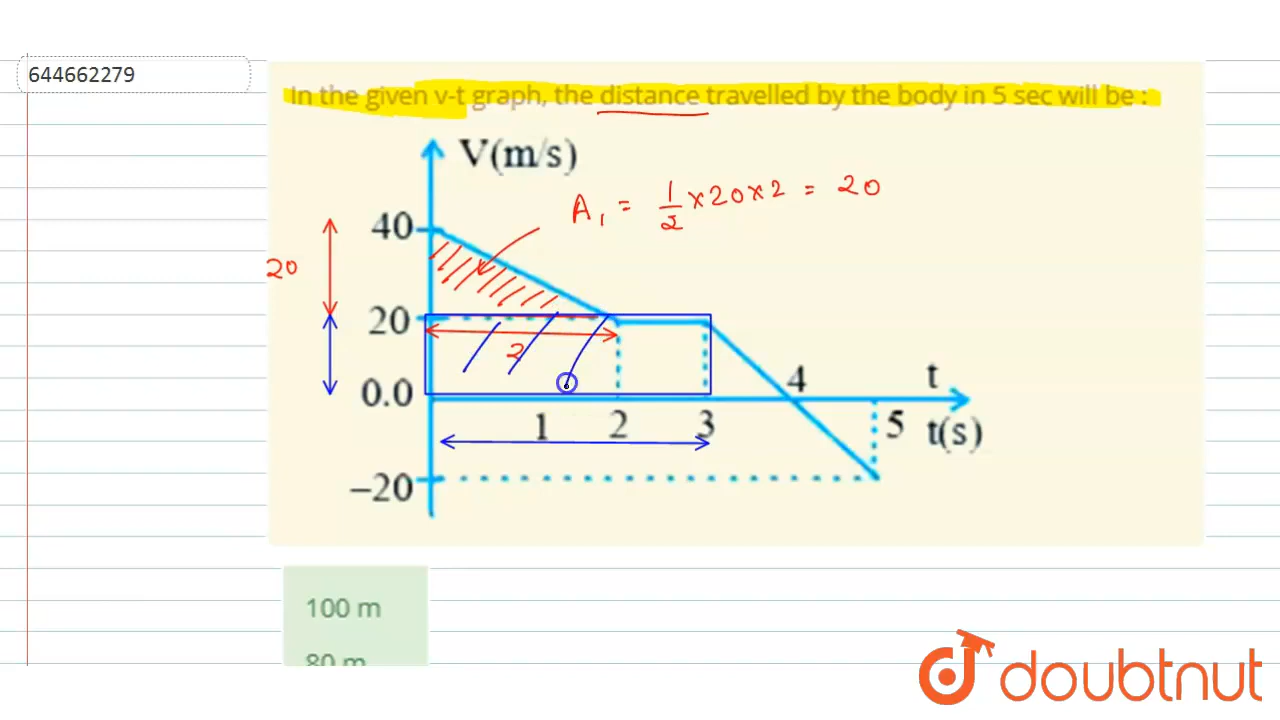 644662279
In the given v-t graph, the distance travelled by the body in 5 sec will be :
V(m/s)
A₁ = 1/2 × 20 × 2 = 20
40
20
20
2
0.0
4
t
1
2
3
5
t(s)
–20
100 m
80 m
doubtnut